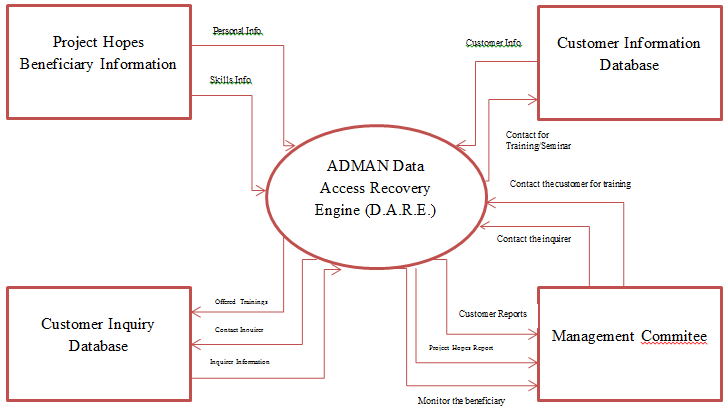 Project Hopes
Beneficiary Information
Personal Info.
Skills Info.
Customer Info.
Customer Information
Database
Contact for
Training/Seminar
ADMAN Data
Access Recovery
Engine (D.A.R.E.)
Contact the customer for training
Contact the inquirer
Customer Inquiry
Database
Offered Trainings
Contact Inquirer
Inquirer Information
Customer Reports
Project Hopes Report
Monitor the beneficiary
Management Commitee